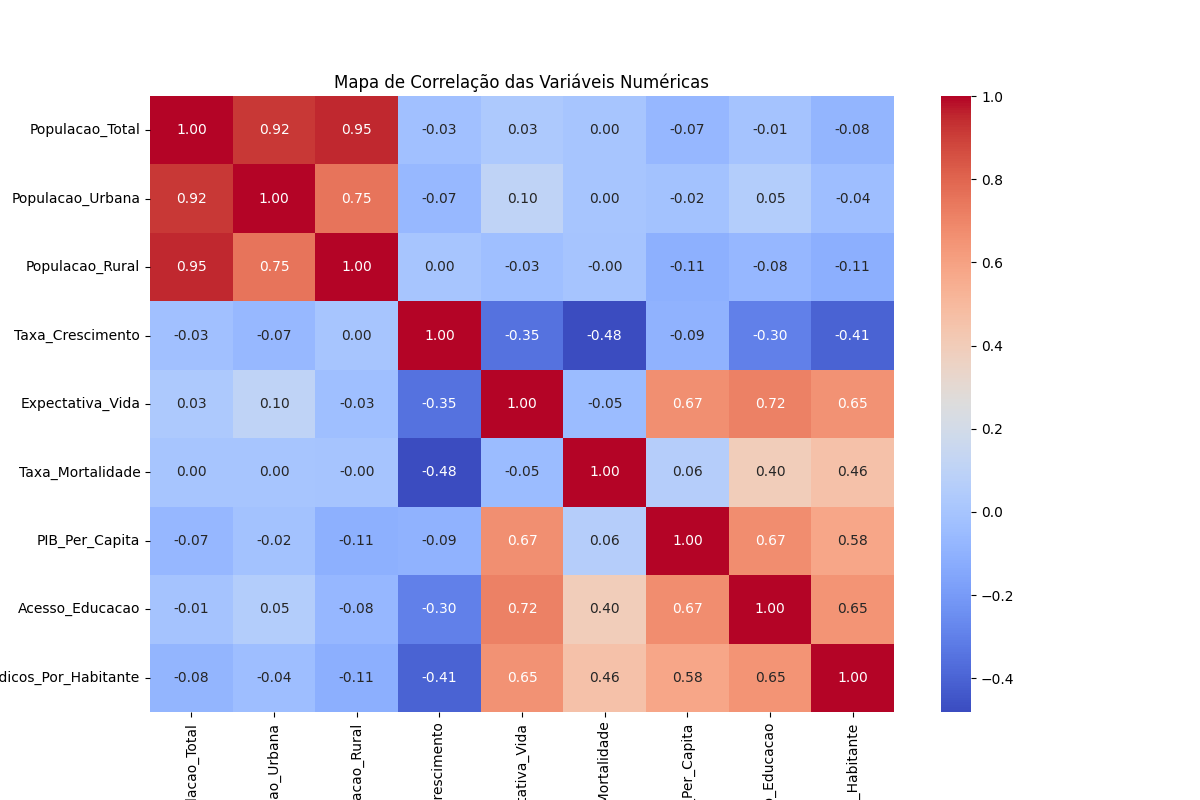 Mapa de Correlação das Variáveis Numéricas
Populacao_Total 1.00 0.92 0.95 -0.03 0.03 0.00 -0.07 -0.01 -0.08
Populacao_Urbana 0.92 1.00 0.75 -0.07 0.10 0.00 -0.02 0.05 -0.04
Populacao_Rural 0.95 0.75 1.00 0.00 -0.03 -0.00 -0.11 -0.08 -0.11
Taxa_Crescimento -0.03 -0.07 0.00 1.00 -0.35 -0.48 -0.09 -0.30 -0.41
Expectativa_Vida 0.03 0.10 -0.03 -0.35 1.00 -0.05 0.67 0.72 0.65
Taxa_Mortalidade 0.00 0.00 -0.00 -0.48 -0.05 1.00 0.06 0.40 0.46
PIB_Per_Capita -0.07 -0.02 -0.11 -0.09 0.67 0.06 1.00 0.67 0.58
Acesso_Educacao -0.01 0.05 -0.08 -0.30 0.72 0.40 0.67 1.00 0.65
dicos_Por_Habitante -0.08 -0.04 -0.11 -0.41 0.65 0.46 0.58 0.65 1.00
lacao_Total
ao_Urbana
acao_Rural
rescimento
tativa_Vida
Mortalidade
Per_Capita
o_Educacao
_Habitante
1.0
0.8
0.6
0.4
0.2
0.0
−0.2
−0.4